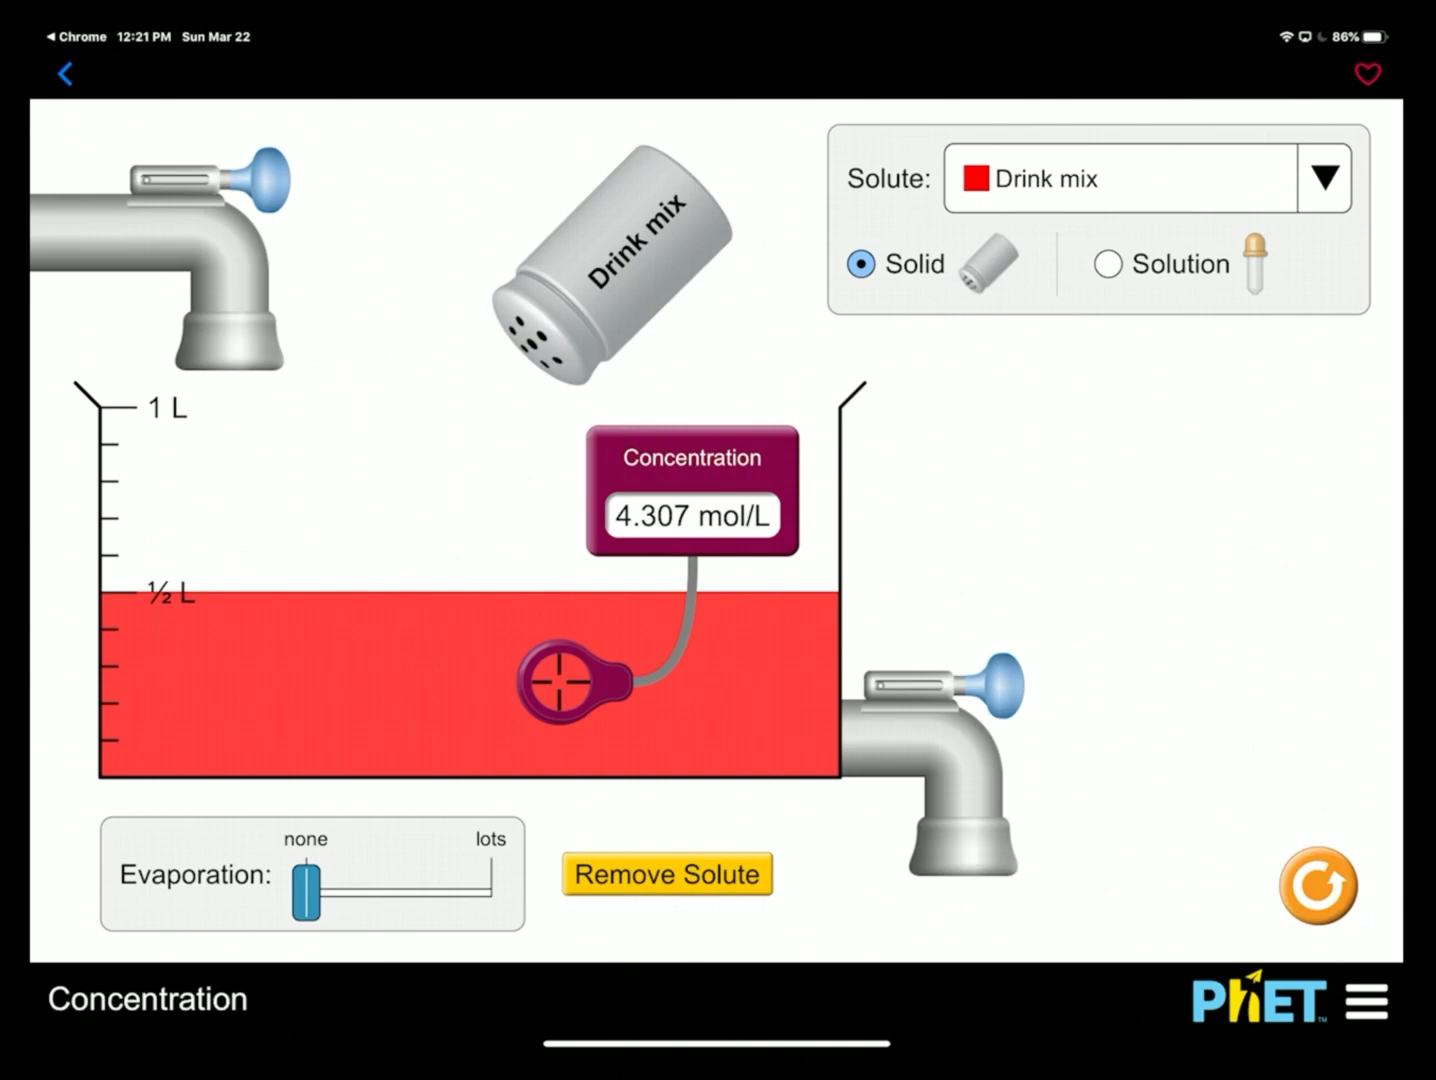 Chrome 12:21 PM Sun Mar 22
86%
Solute: Drink mix
Drink mix
Solid
Solution
1 L
Concentration
4.307 mol/L
½ L
none
lots
Evaporation:
Remove Solute
Concentration
PhET™